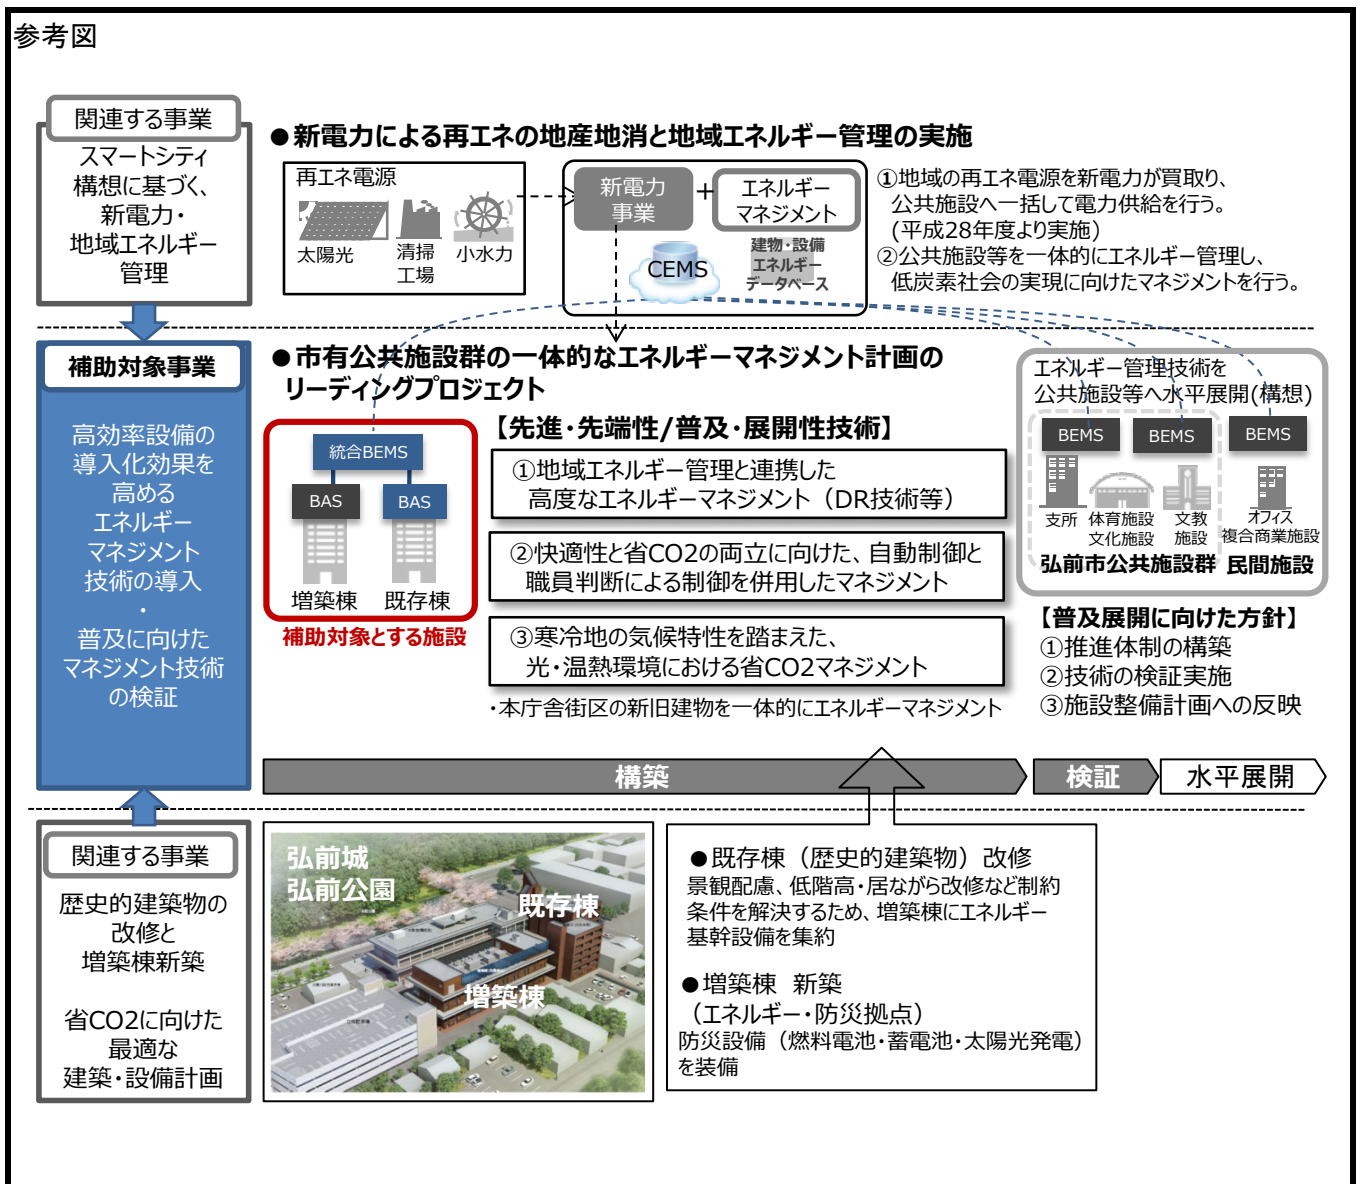 参考図
関連する事業
スマートシティ
構想に基づく、
新電力・
地域エネルギー
管理
●新電力による再エネの地産地消と地域エネルギー管理の実施
再エネ電源
太陽光
清掃
工場
小水力
新電力
事業
+
エネルギー
マネジメント
CEMS
建物・設備
エネルギー
データベース
①地域の再エネ電源を新電力が買取り、
公共施設へ一括して電力供給を行う。
(平成28年度より実施)
②公共施設等を一体的にエネルギー管理し、
低炭素社会の実現に向けたマネジメントを行う。
補助対象事業
高効率設備の
導入化効果を
高める
エネルギー
マネジメント
技術の導入
・
普及に向けた
マネジメント技術
の検証
●市有公共施設群の一体的なエネルギーマネジメント計画の
リーディングプロジェクト
統合BEMS
BAS
BAS
増築棟
既存棟
補助対象とする施設
【先進・先端性/普及・展開性技術】
①地域エネルギー管理と連携した
高度なエネルギーマネジメント（DR技術等）
②快適性と省CO2の両立に向けた、自動制御と
職員判断による制御を併用したマネジメント
③寒冷地の気候特性を踏まえた、
光・温熱環境における省CO2マネジメント
・本庁舎街区の新旧建物を一体的にエネルギーマネジメント
エネルギー管理技術を
公共施設等へ水平展開(構想)
BEMS
BEMS
BEMS
支所
体育施設
文化施設
文教
施設
オフィス
複合商業施設
弘前市公共施設群
民間施設
【普及展開に向けた方針】
①推進体制の構築
②技術の検証実施
③施設整備計画への反映
構築
検証
水平展開
関連する事業
歴史的建築物の
改修と
増築棟新築
省CO2に向けた
最適な
建築・設備計画
弘前城
弘前公園
既存棟
増築棟
●既存棟（歴史的建築物）改修
景観配慮、低階高・居ながら改修など制約
条件を解決するため、増築棟にエネルギー
基幹設備を集約
●増築棟 新築
（エネルギー・防災拠点）
防災設備（燃料電池・蓄電池・太陽光発電）
を装備